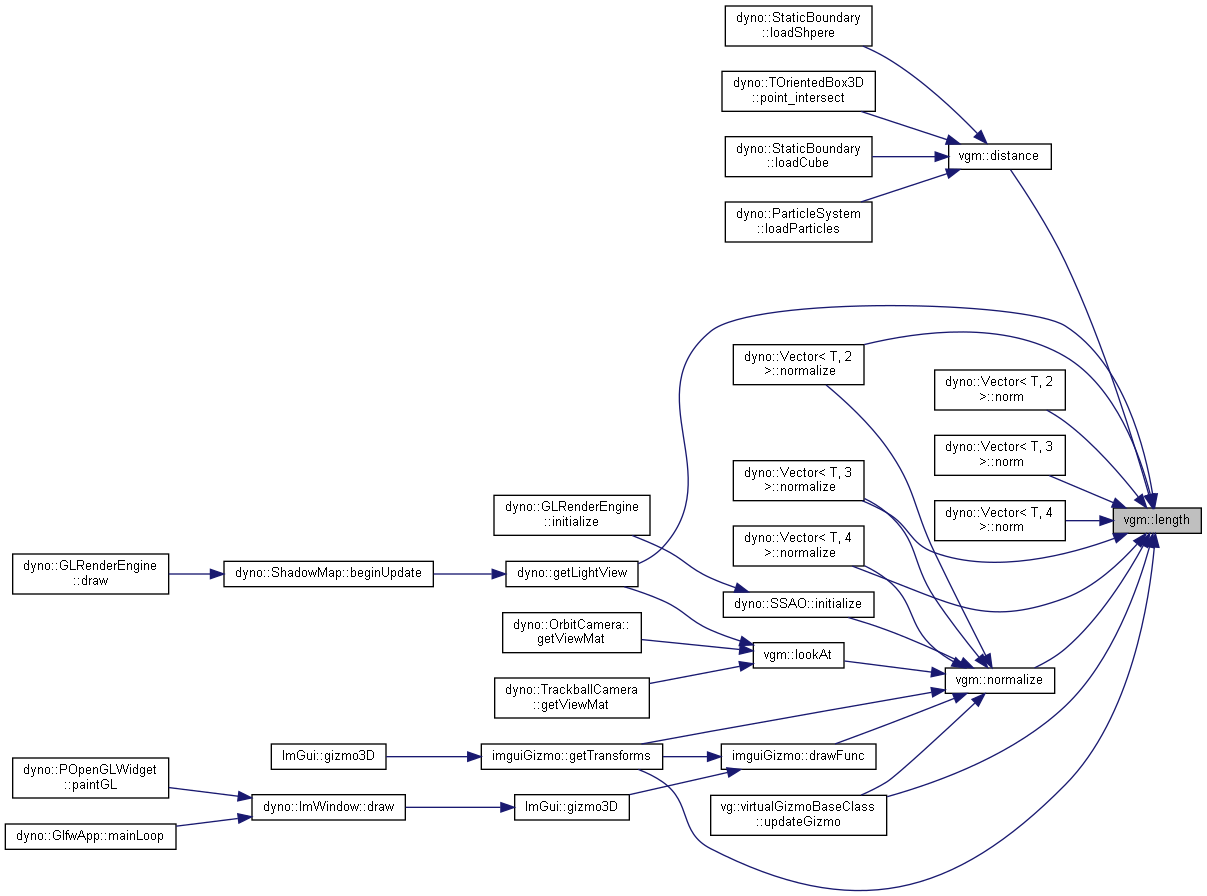 dyno::StaticBoundary
::loadShpere
dyno::TOrientedBox3D
::point_intersect
dyno::StaticBoundary
::loadCube
vgm::distance
dyno::ParticleSystem
::loadParticles
dyno::Vector< T, 2
>::normalize
dyno::Vector< T, 2
>::norm
dyno::Vector< T, 3
>::norm
dyno::Vector< T, 3
>::normalize
dyno::Vector< T, 4
>::norm
vgm::length
dyno::GLRenderEngine
::initialize
dyno::Vector< T, 4
>::normalize
dyno::GLRenderEngine
::draw
dyno::ShadowMap::beginUpdate
dyno::getLightView
dyno::SSAO::initialize
dyno::OrbitCamera::
getViewMat
vgm::lookAt
vgm::normalize
dyno::TrackballCamera
::getViewMat
ImGui::gizmo3D
imguiGizmo::getTransforms
imguiGizmo::drawFunc
dyno::POpenGLWidget
::paintGL
dyno::ImWindow::draw
ImGui::gizmo3D
vg::virtualGizmoBaseClass
::updateGizmo
dyno::GlfwApp::mainLoop